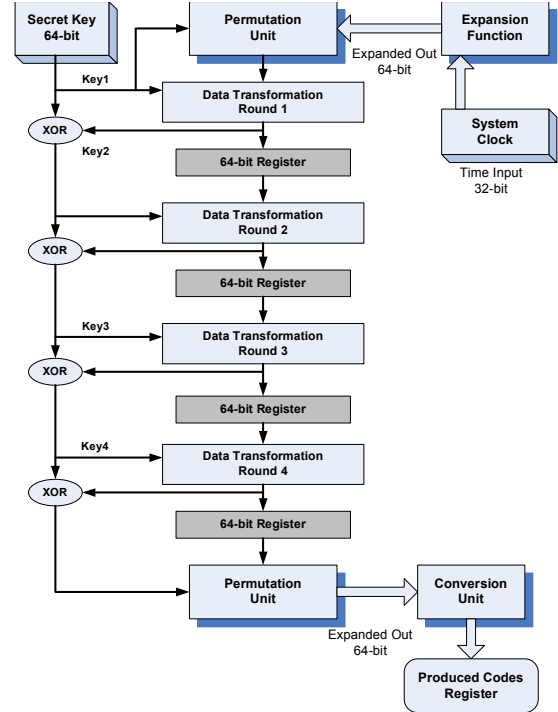 Secret Key
64-bit
Permutation
Unit
Expansion
Function
Expanded Out
64-bit
Key1
Data Transformation
Round 1
System
Clock
XOR
Key2
64-bit Register
Time Input
32-bit
Data Transformation
Round 2
XOR
64-bit Register
Key3
Data Transformation
Round 3
XOR
64-bit Register
Key4
Data Transformation
Round 4
XOR
64-bit Register
Permutation
Unit
Conversion
Unit
Expanded Out
64-bit
Produced Codes
Register